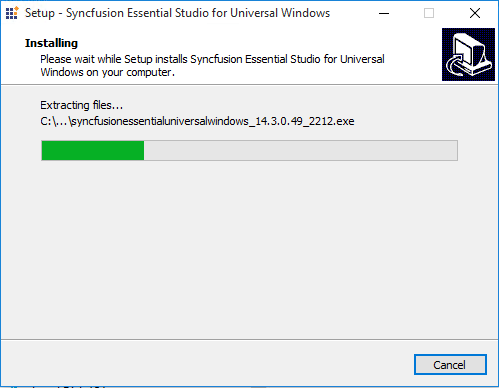 Setup - Syncfusion Essential Studio for Universal Windows
Installing
Please wait while Setup installs Syncfusion Essential Studio for Universal
Windows on your computer.
Extracting files...
C:\...\syncfusionessentialuniversalwindows_14.3.0.49_2212.exe
Cancel